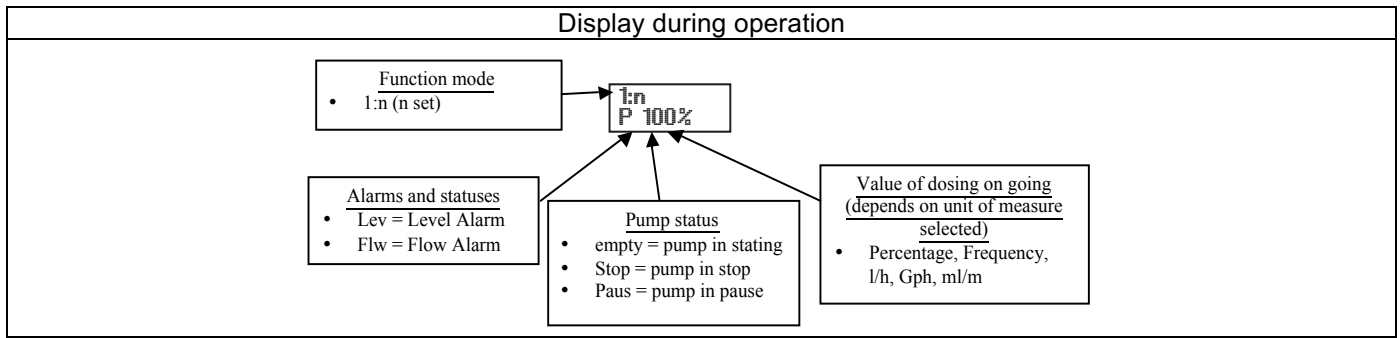 Display during operation
Function mode
• 1:n (n set)
1:n
P 100%
Alarms and statuses
• Lev = Level Alarm
• Flw = Flow Alarm
Pump status
• empty = pump in stating
• Stop = pump in stop
• Paus = pump in pause
Value of dosing on going
(depends on unit of measure
selected)
• Percentage, Frequency,
l/h, Gph, ml/m